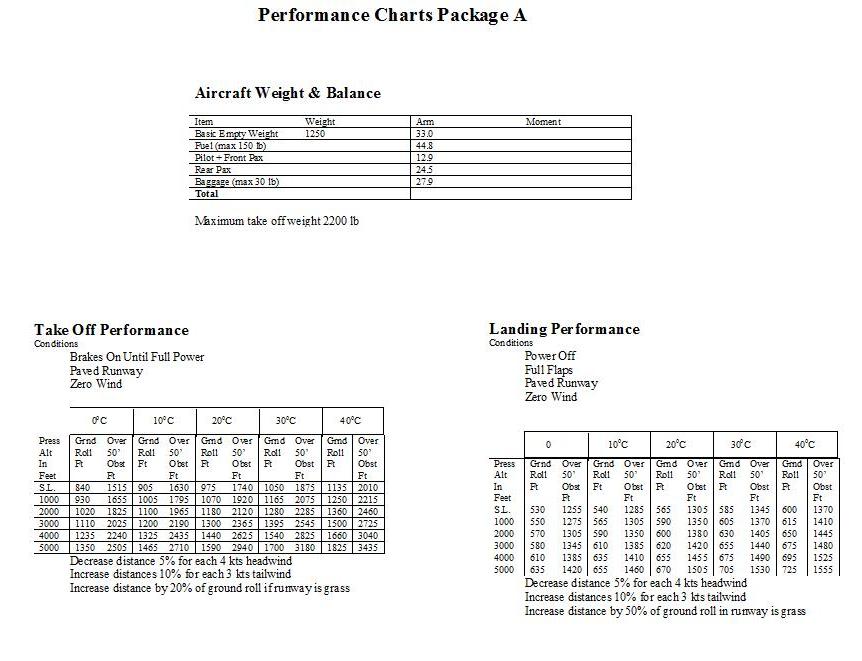 Performance Charts Package A
Aircraft Weight & Balance
Item Weight Arm Moment
Basic Empty Weight 1250 33.0
Fuel (max 150 lb) 44.8
Pilot + Front Pax 12.9
Rear Pax 24.5
Baggage (max 30 lb) 27.9
Total
Maximum take off weight 2200 lb
Take Off Performance
Conditions
Brakes On Until Full Power
Paved Runway
Zero Wind
0°C 10°C 20°C 30°C 40°C
Press Grnd Over Grnd Over Grnd Over Grnd Over Grnd Over
Alt Roll 50' Roll 50' Roll 50' Roll 50' Roll 50'
In Ft Obst Ft Obst Ft Obst Ft Obst Ft Obst
Feet Ft Ft Ft Ft Ft
S.L. 840 1515 905 1630 975 1740 1050 1875 1135 2010
1000 930 1655 1005 1795 1070 1920 1165 2075 1250 2215
2000 1020 1825 1100 1965 1180 2120 1280 2285 1360 2460
3000 1110 2025 1200 2190 1300 2365 1395 2545 1500 2725
4000 1235 2240 1325 2435 1440 2625 1540 2825 1660 3040
5000 1350 2505 1465 2710 1590 2940 1700 3180 1825 3435
Decrease distance 5% for each 4 kts headwind
Increase distances 10% for each 3 kts tailwind
Increase distance by 20% of ground roll if runway is grass
Landing Performance
Conditions
Power Off
Full Flaps
Paved Runway
Zero Wind
0 10°C 20°C 30°C 40°C
Press Grnd Over Grnd Over Grnd Over Grnd Over Grnd Over
Alt Roll 50' Roll 50' Roll 50' Roll 50' Roll 50'
In Ft Obst Ft Obst Ft Obst Ft Obst Ft Obst
Feet Ft Ft Ft Ft Ft
S.L. 530 1255 540 1285 565 1305 585 1345 600 1370
1000 550 1275 565 1305 590 1350 605 1370 615 1410
2000 570 1305 590 1350 600 1380 630 1405 650 1445
3000 580 1345 610 1385 620 1420 655 1440 675 1480
4000 610 1385 635 1410 655 1455 675 1490 695 1525
5000 635 1420 655 1460 670 1505 705 1530 725 1555
Decrease distance 5% for each 4 kts headwind
Increase distances 10% for each 3 kts tailwind
Increase distance by 50% of ground roll in runway is grass